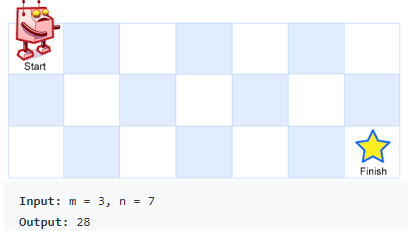 Start
Finish
Input: m = 3, n = 7
Output: 28